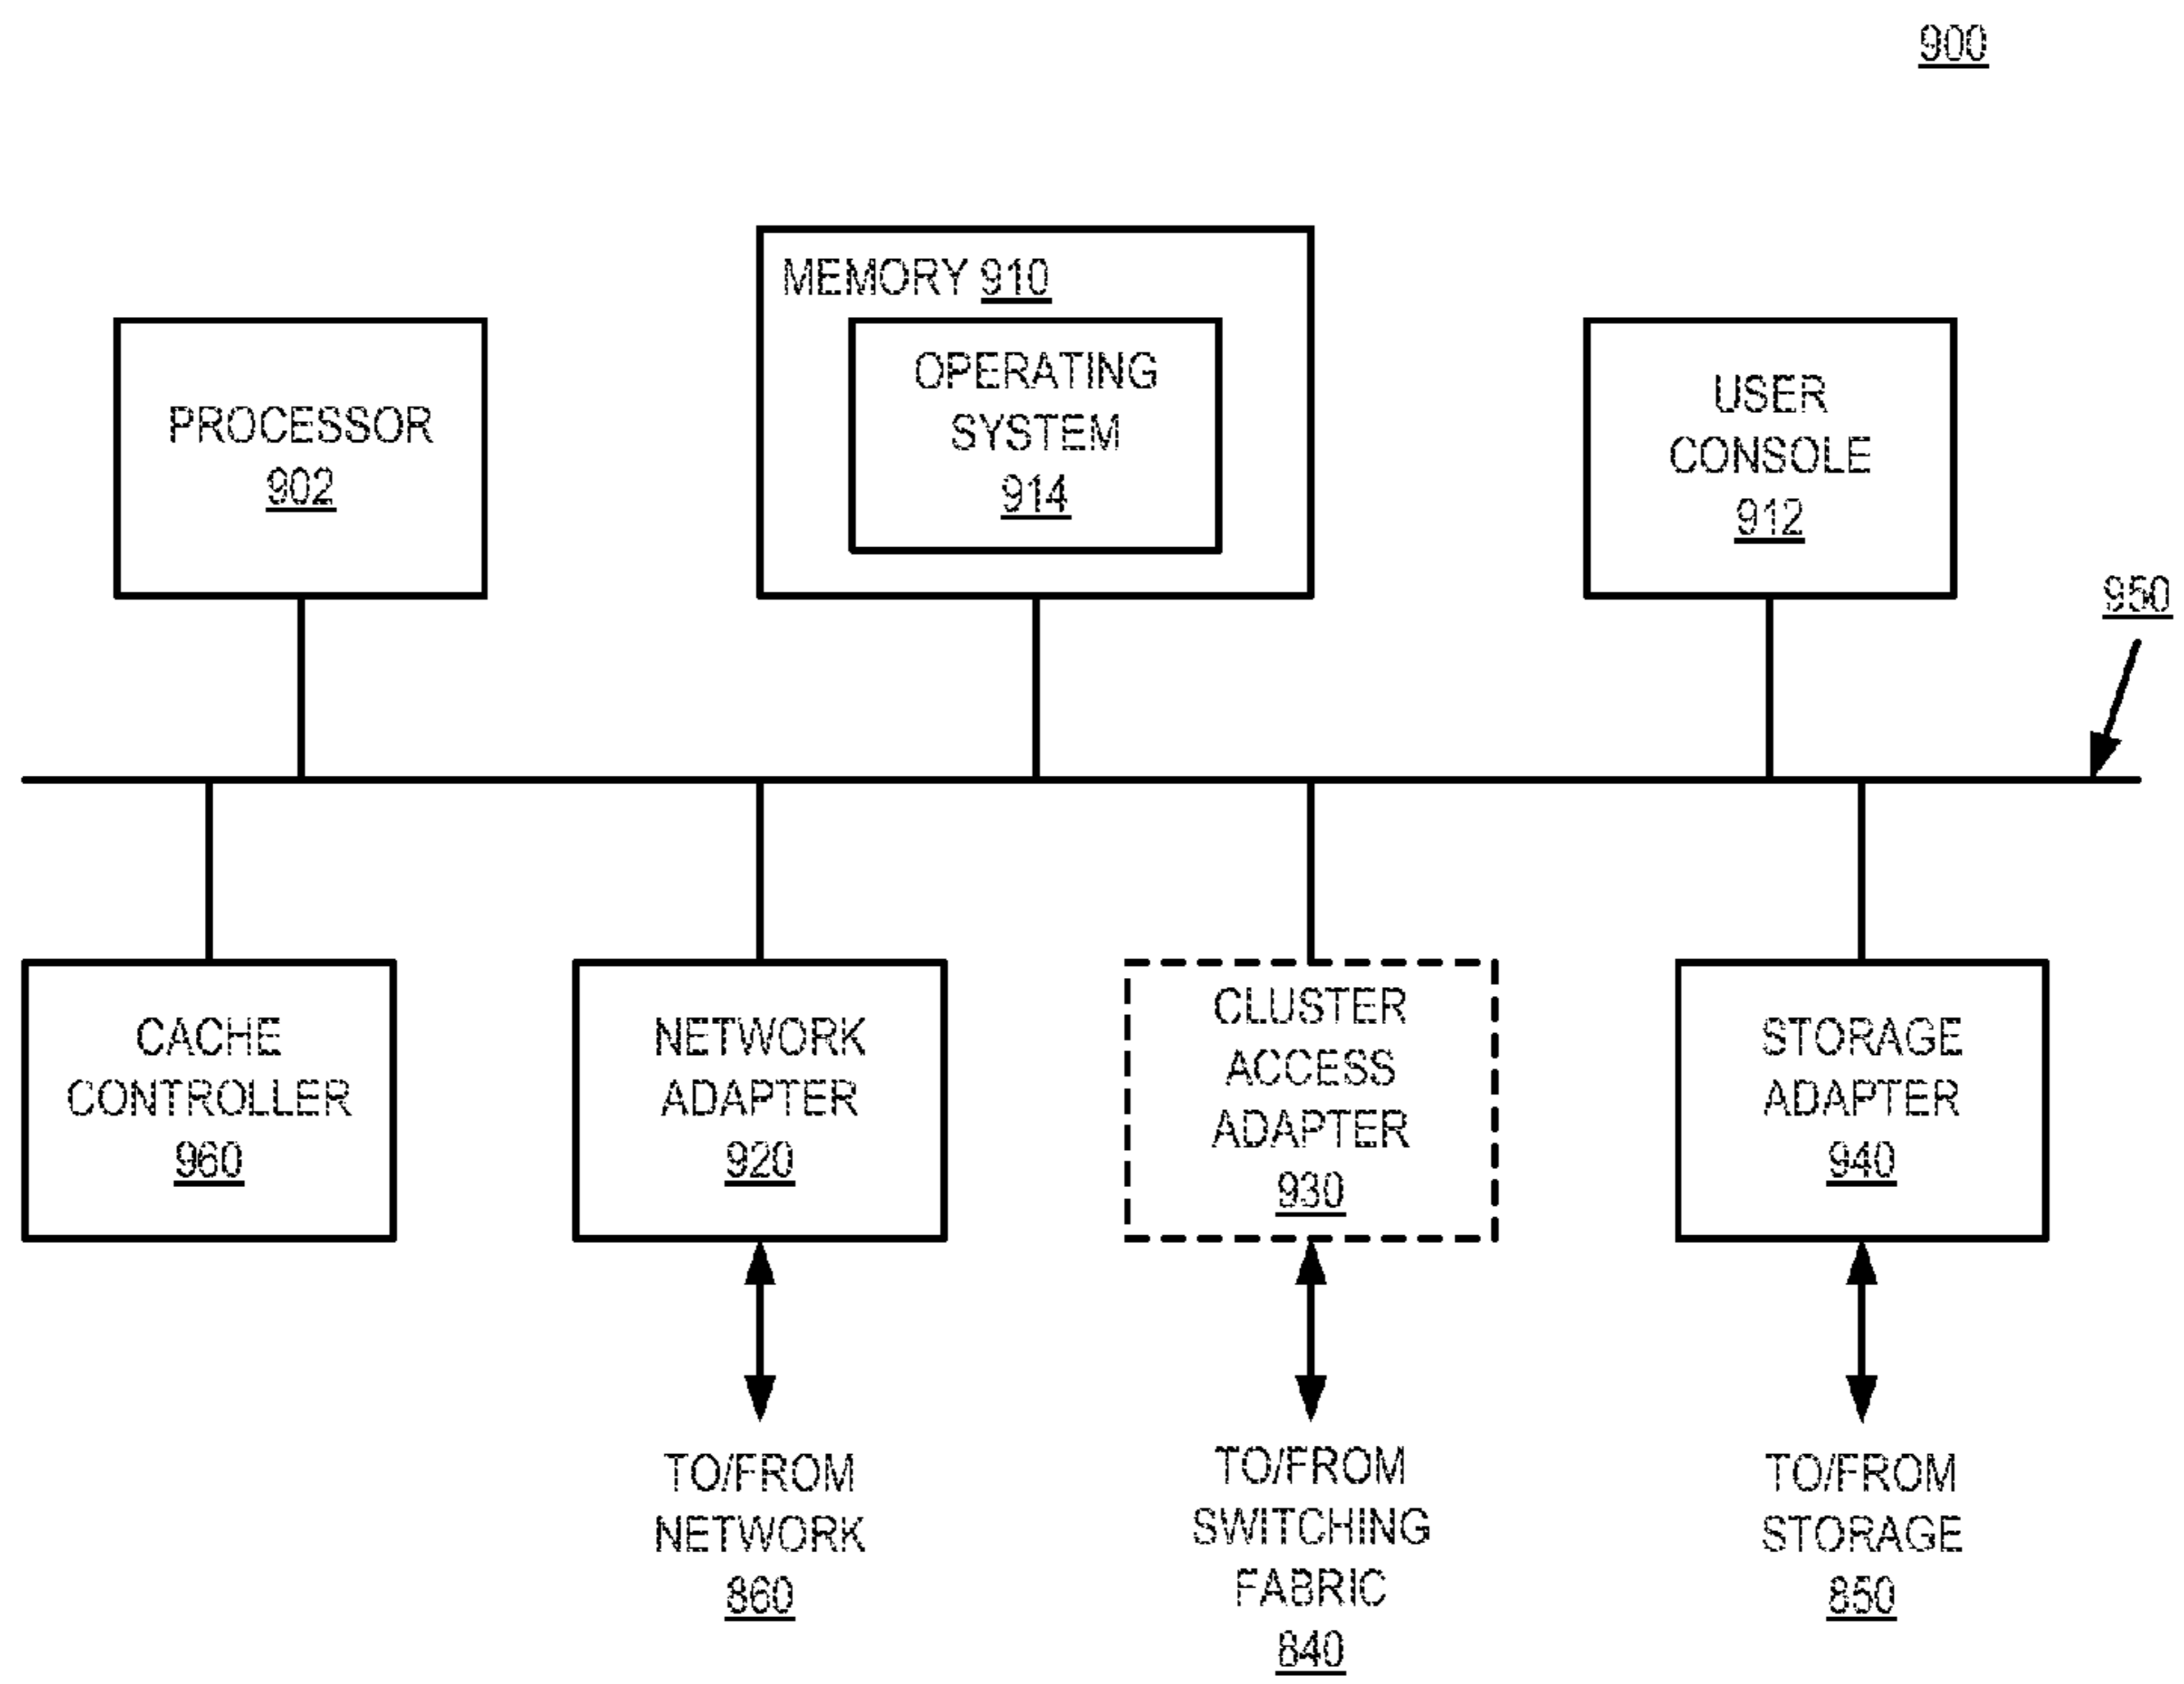 900
MEMORY 910
OPERATING
SYSTEM
914
PROCESSOR
902
USER
CONSOLE
912
950
CACHE
CONTROLLER
960
NETWORK
ADAPTER
920
CLUSTER
ACCESS
ADAPTER
930
STORAGE
ADAPTER
940
TO/FROM
NETWORK
860
TO/FROM
SWITCHING
FABRIC
840
TO/FROM
STORAGE
850